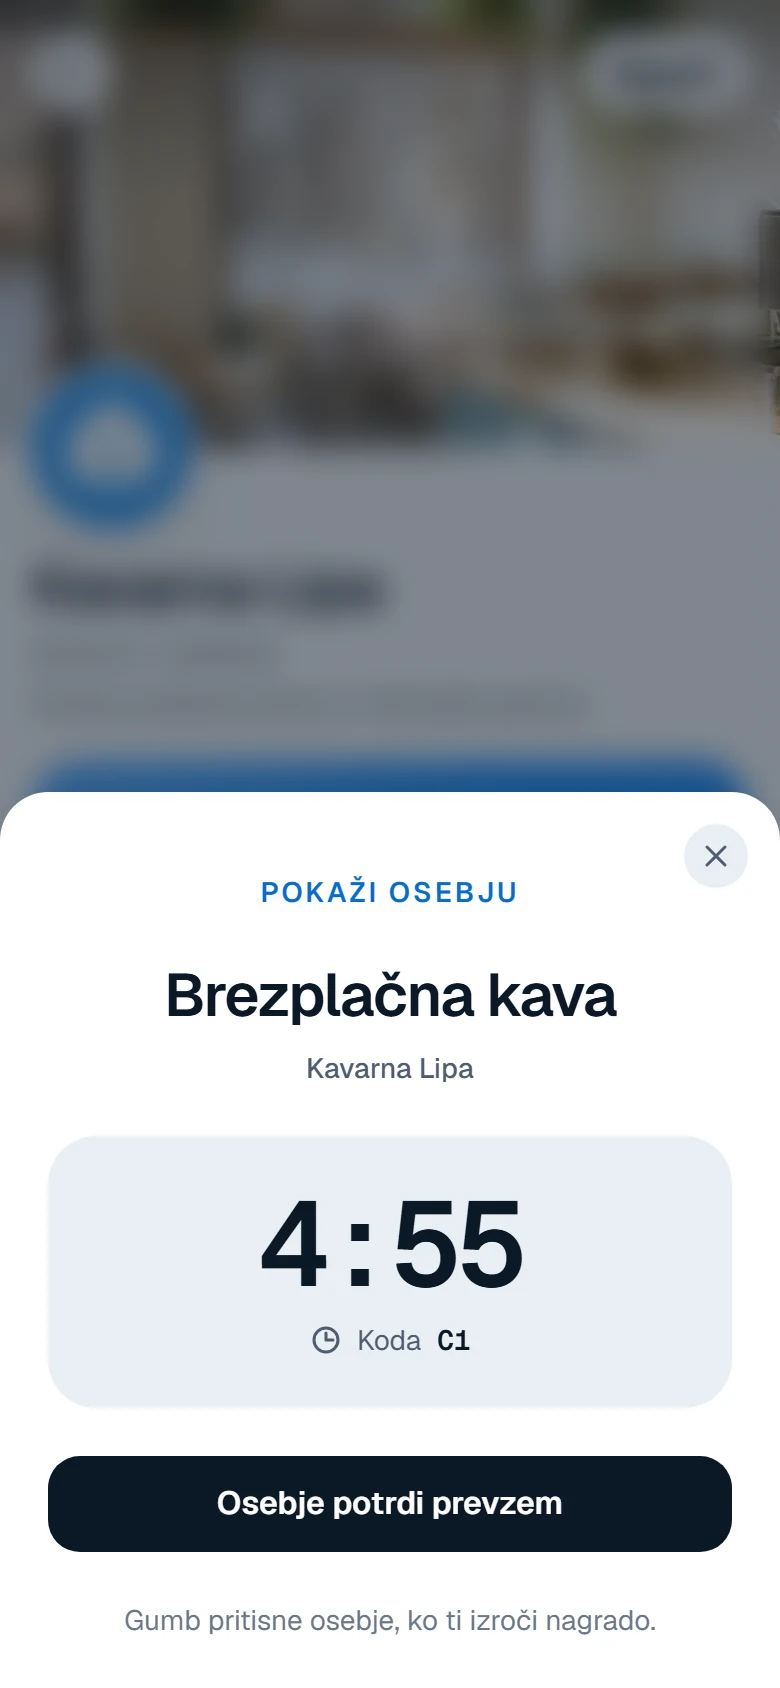 POKAŽI OSEBJU
Brezplačna kava
Kavarna Lipa
4:55
Koda C1
Osebje potrdi prevzem
Gumb pritisne osebje, ko ti izroči nagrado.